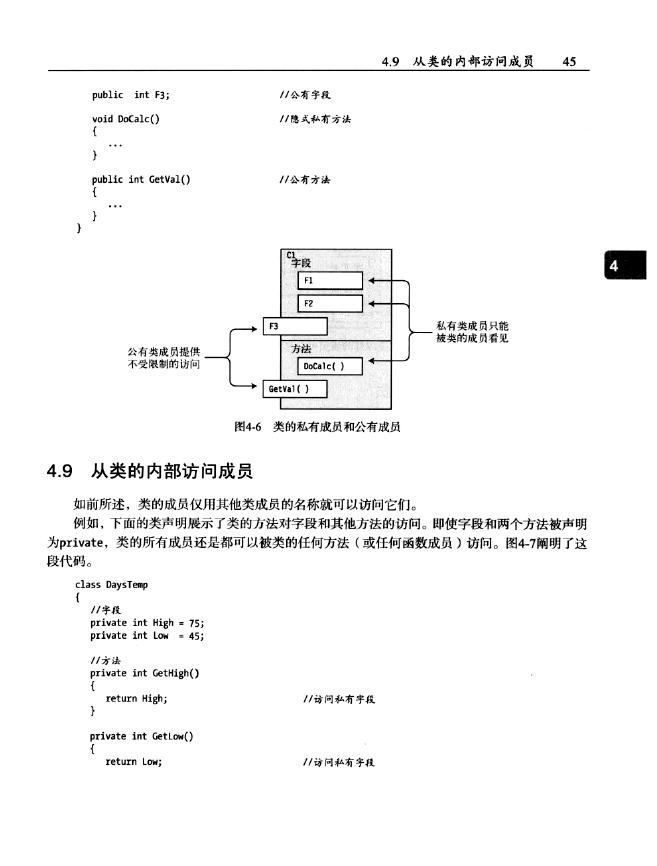 4.9 从类的内部访问成员 45
public int F3; //公有字段
void DoCalc() //隐式私有方法
{
...
}
public int GetVal() //公有方法
{
...
}
}
4
C1
字段
F1
F2
F3
私有类成员只能
被类的成员看见
公有类成员提供
不受限制的访问
方法
DoCalc( )
GetVal( )
图4-6 类的私有成员和公有成员
4.9 从类的内部访问成员
如前所述，类的成员仅用其他类成员的名称就可以访问它们。
例如，下面的类声明展示了类的方法对字段和其他方法的访问。即使字段和两个方法被声明
为private，类的所有成员还是都可以被类的任何方法（或任何函数成员）访问。图4-7阐明了这
段代码。
class DaysTemp
{
//字段
private int High = 75;
private int Low = 45;
//方法
private int GetHigh()
{
return High; //访问私有字段
}
private int GetLow()
{
return Low; //访问私有字段